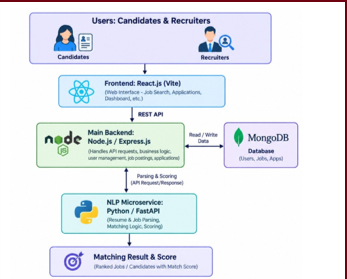 Users: Candidates & Recruiters
Candidates
Recruiters
Frontend: React.js (Vite)
(Web Interface - Job Search, Applications,
Dashboard, etc.)
REST API
node
JS
Main Backend:
Node.js / Express.js
(Handles API requests, business logic,
user management, job postings, applications)
Read / Write
Data
MongoDB
Database
(Users, Jobs, Apps)
Parsing & Scoring
(API Request/Response)
NLP Microservice:
Python / FastAPI
(Resume & Job Parsing,
Matching Logic, Scoring)
Matching Result & Score
(Ranked Jobs / Candidates with Match Score)